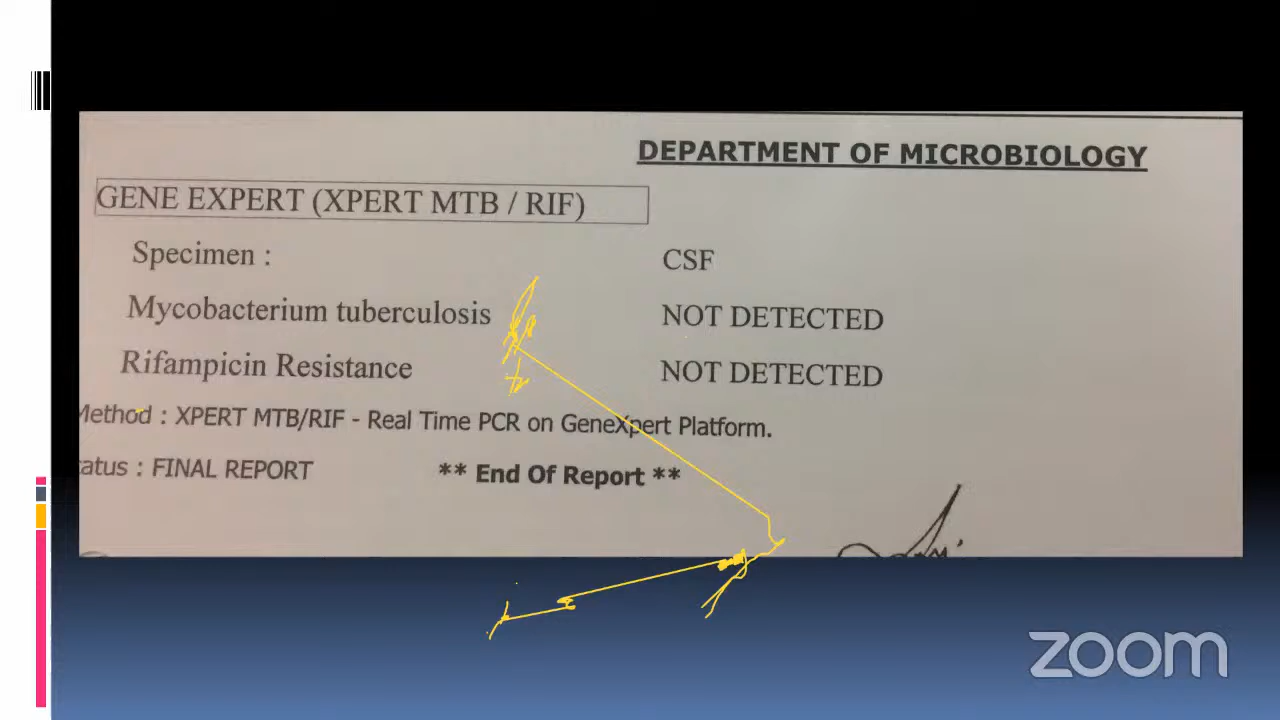 DEPARTMENT OF MICROBIOLOGY
GENE EXPERT (XPERT MTB / RIF)
Specimen : CSF
Mycobacterium tuberculosis NOT DETECTED
Rifampicin Resistance NOT DETECTED
Method : XPERT MTB/RIF - Real Time PCR on GeneXpert Platform.
atus : FINAL REPORT ** End Of Report **
zoom